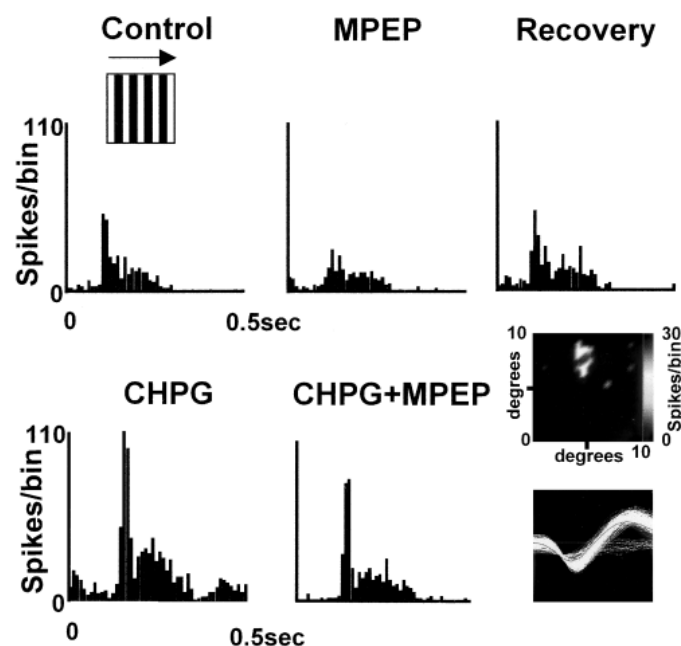 Control MPEP Recovery
110
Spikes/bin
0
0 0.5sec
10 30
degrees
Spikes/bin
0 0
degrees 10
CHPG CHPG+MPEP
110
Spikes/bin
0
0 0.5sec